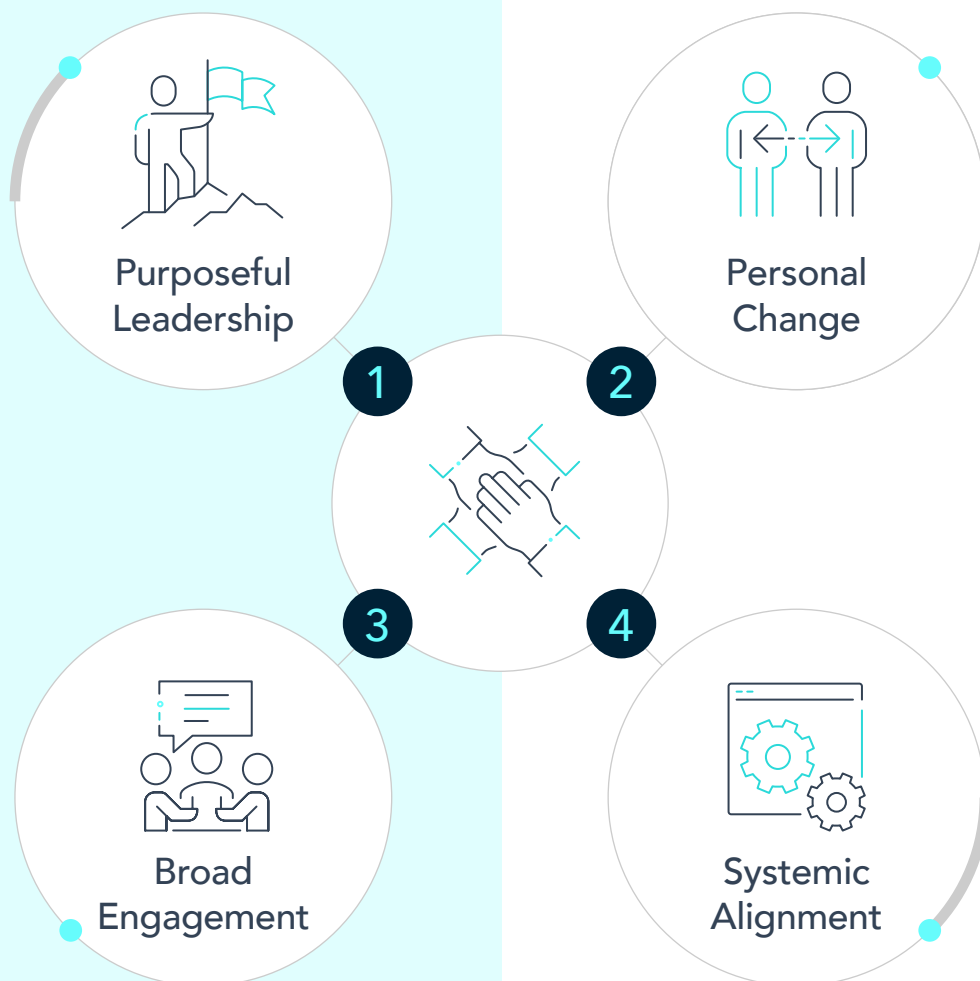 Purposeful
Leadership
Personal
Change
1
2
3
4
Broad
Engagement
Systemic
Alignment